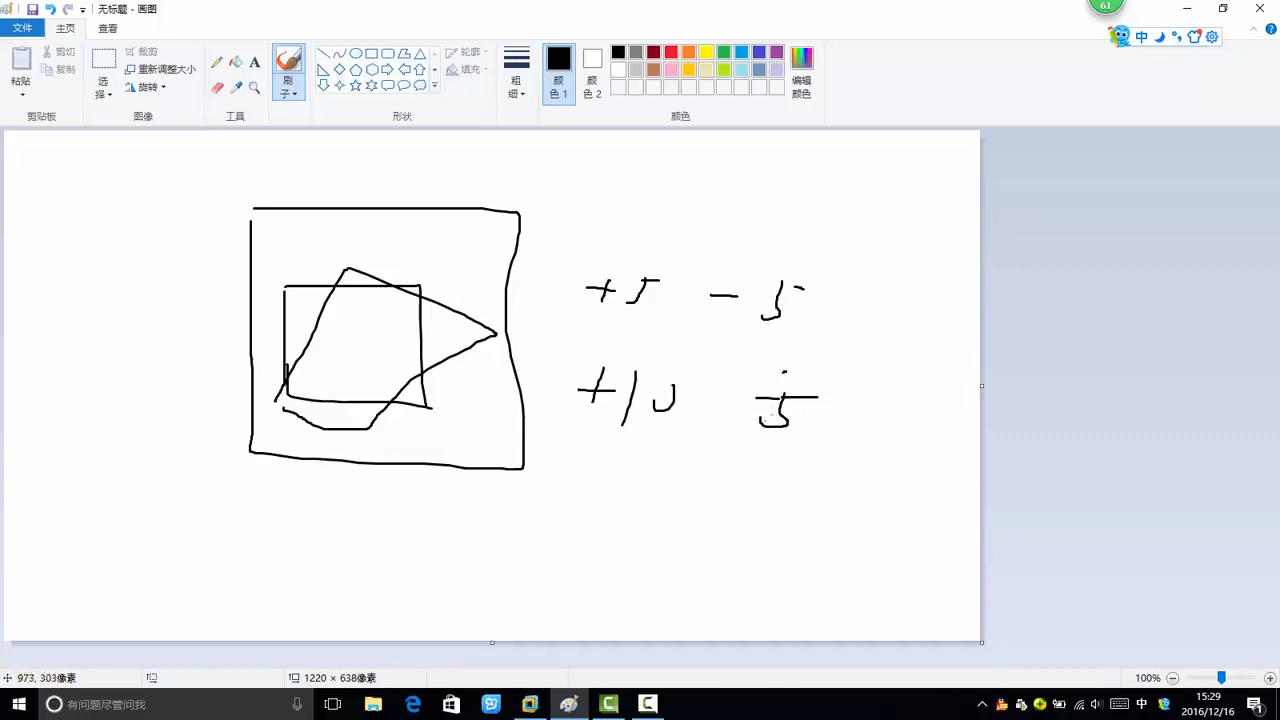 无标题 - 画图
61
文件 主页 查看
中
剪切
复制
粘贴
剪贴板
裁剪
重新调整大小
旋转
选择
图像
A
工具
刷子
轮廓
填充
形状
粗细
颜色 1
颜色 2
编辑颜色
颜色
+5 - 5
+10 ÷5
973, 303像素
1220 × 638像素
100%
有问题尽管问我
中
15:29
2016/12/16
1